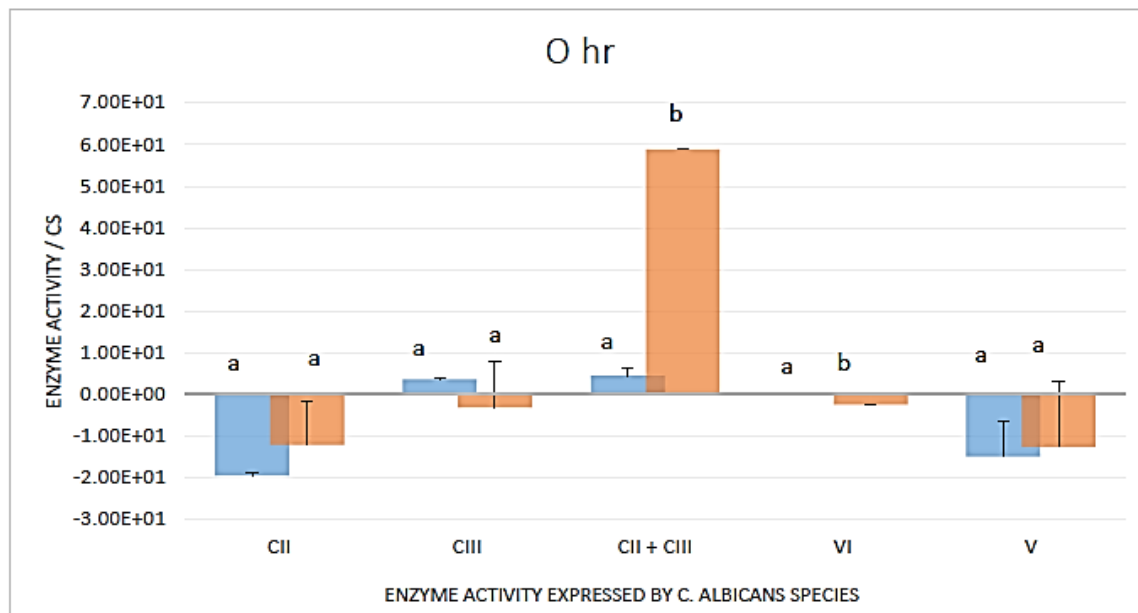 O hr
7.00E+01
6.00E+01
5.00E+01
4.00E+01
3.00E+01
2.00E+01
1.00E+01
0.00E+00
-1.00E+01
-2.00E+01
-3.00E+01
ENZYME ACTIVITY / CS
a a a a a b a b a a
CII CIII CII + CIII VI V
ENZYME ACTIVITY EXPRESSED BY C. ALBICANS SPECIES